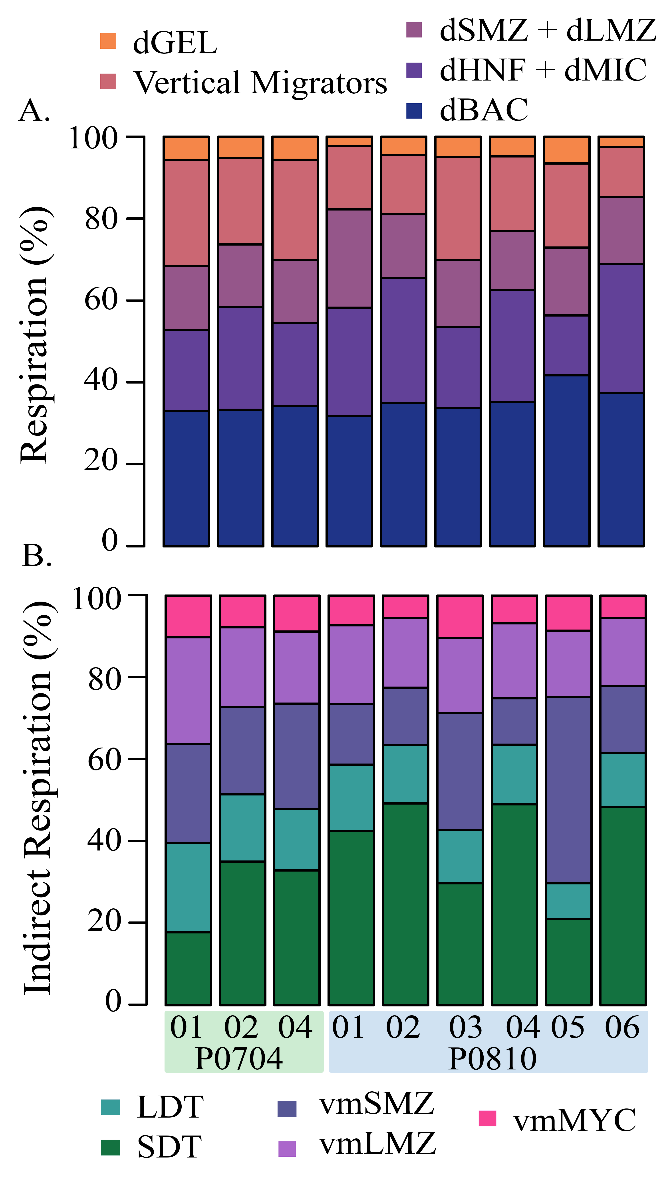 dGEL
Vertical Migrators
dSMZ + dLMZ
dHNF + dMIC
dBAC
A.
Respiration (%)
100
80
60
40
20
0
B.
Indirect Respiration (%)
100
80
60
40
20
0
01 02 04 01 02 03 04 05 06
P0704 P0810
LDT
SDT
vmSMZ
vmLMZ
vmMYC